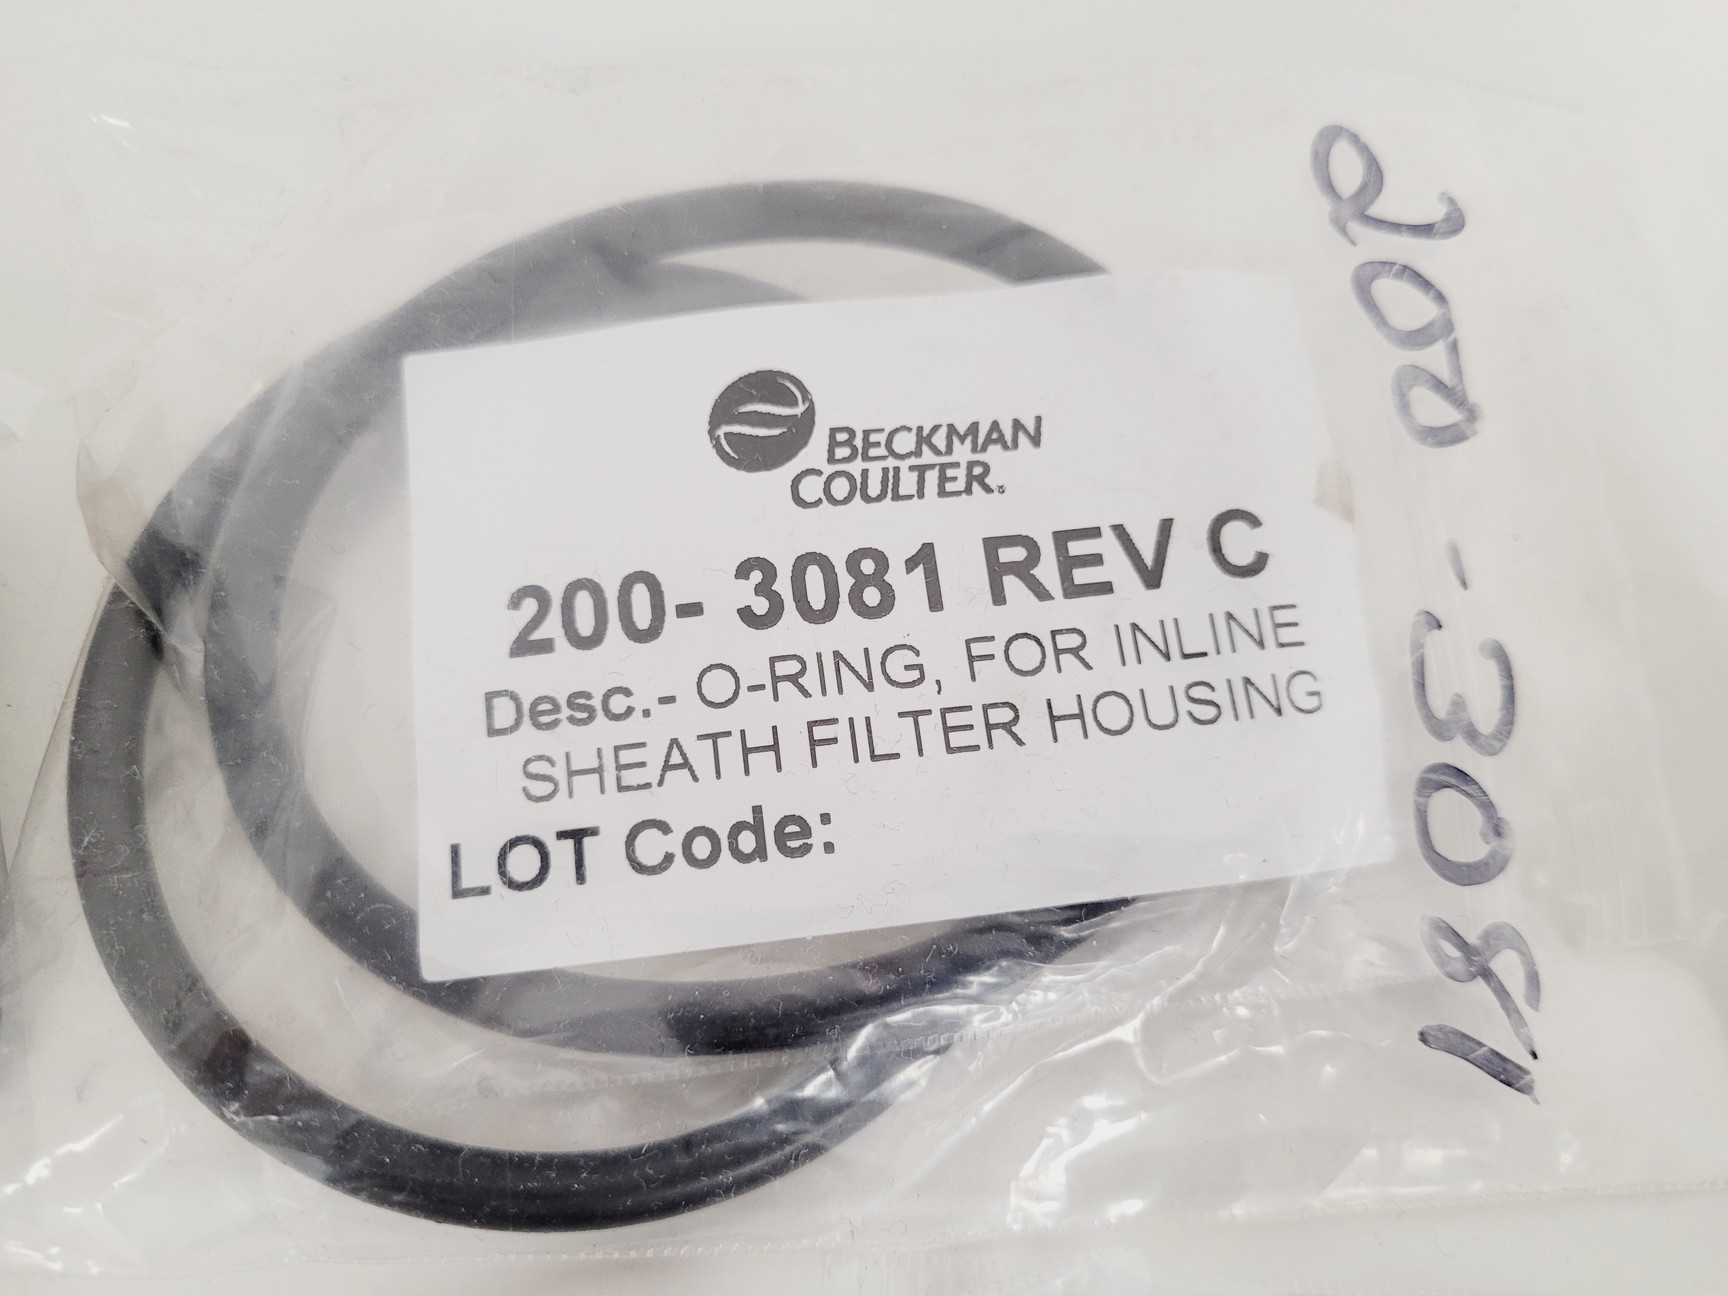 BECKMAN
COULTER®
200- 3081 REV C
Desc.- O-RING, FOR INLINE
SHEATH FILTER HOUSING
LOT Code:
200 - 3081